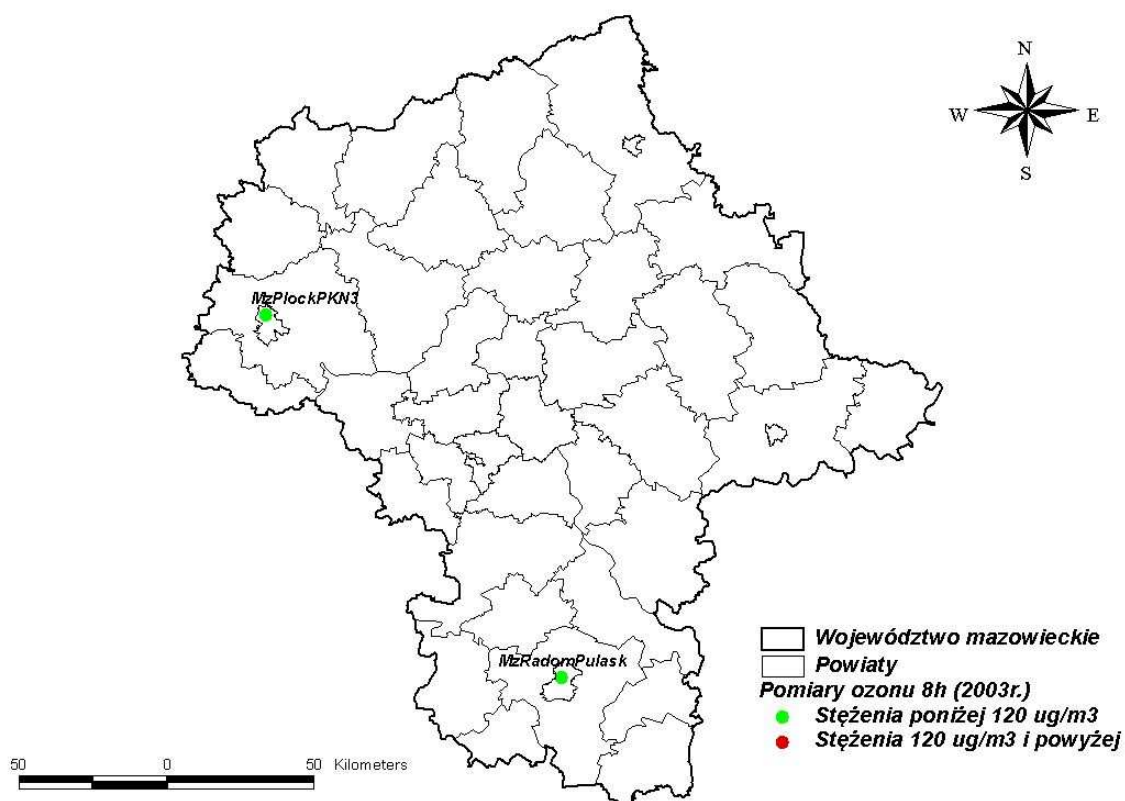 N
W E
S
MzPlockPKN3
MzRadomPulask
Województwo mazowieckie
Powiaty
Pomiary ozonu 8h (2003r.)
Stężenia poniżej 120 ug/m3
Stężenia 120 ug/m3 i powyżej
50 0 50 Kilometers